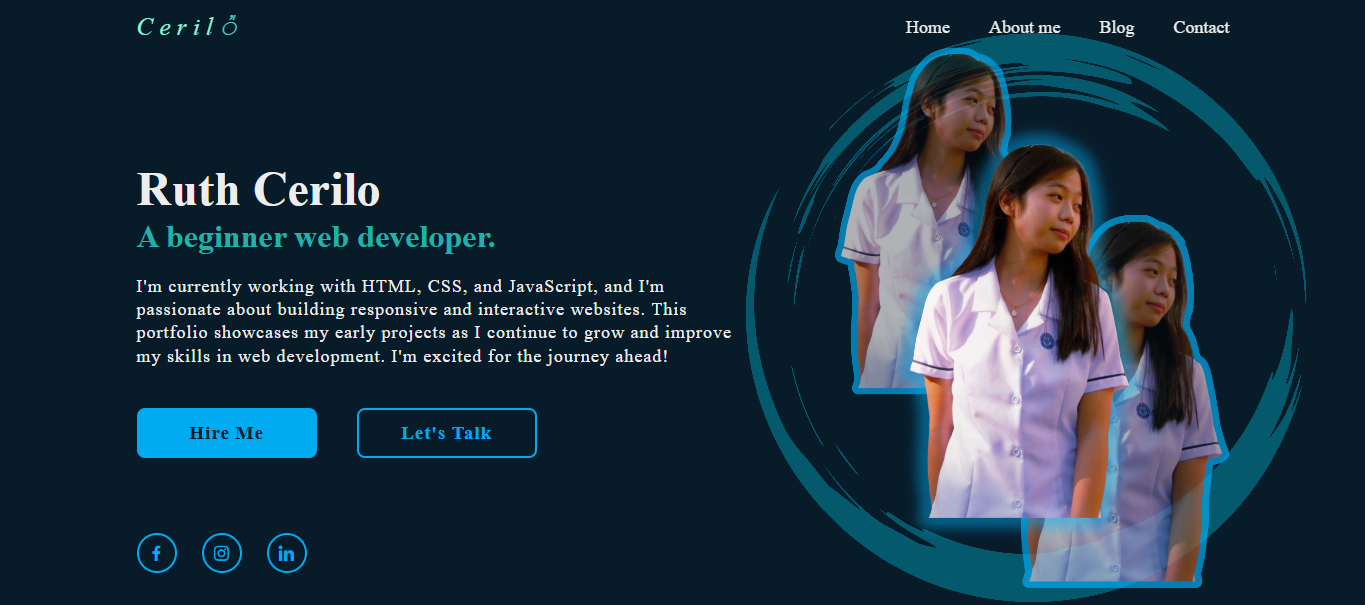 Cerilo
Home About me Blog Contact
Ruth Cerilo
A beginner web developer.
I'm currently working with HTML, CSS, and JavaScript, and I'm
passionate about building responsive and interactive websites. This
portfolio showcases my early projects as I continue to grow and improve
my skills in web development. I'm excited for the journey ahead!
Hire Me Let's Talk